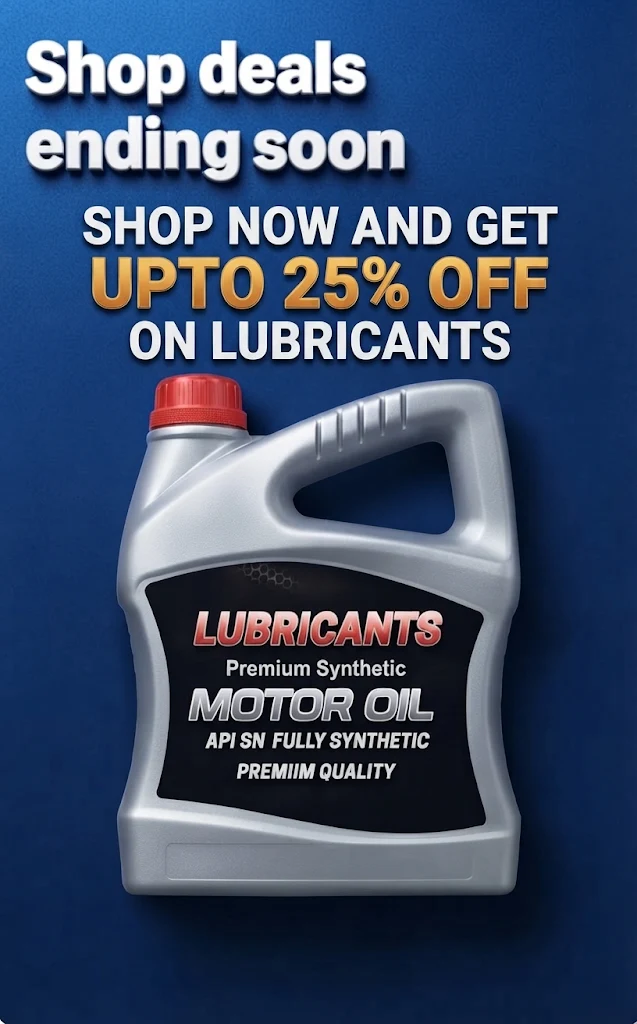 Shop deals
ending soon
SHOP NOW AND GET
UPTO 25% OFF
ON LUBRICANTS
LUBRICANTS
Premium Synthetic
MOTOR OIL
API SN FULLY SYNTHETIC
PREMIIM QUALITY